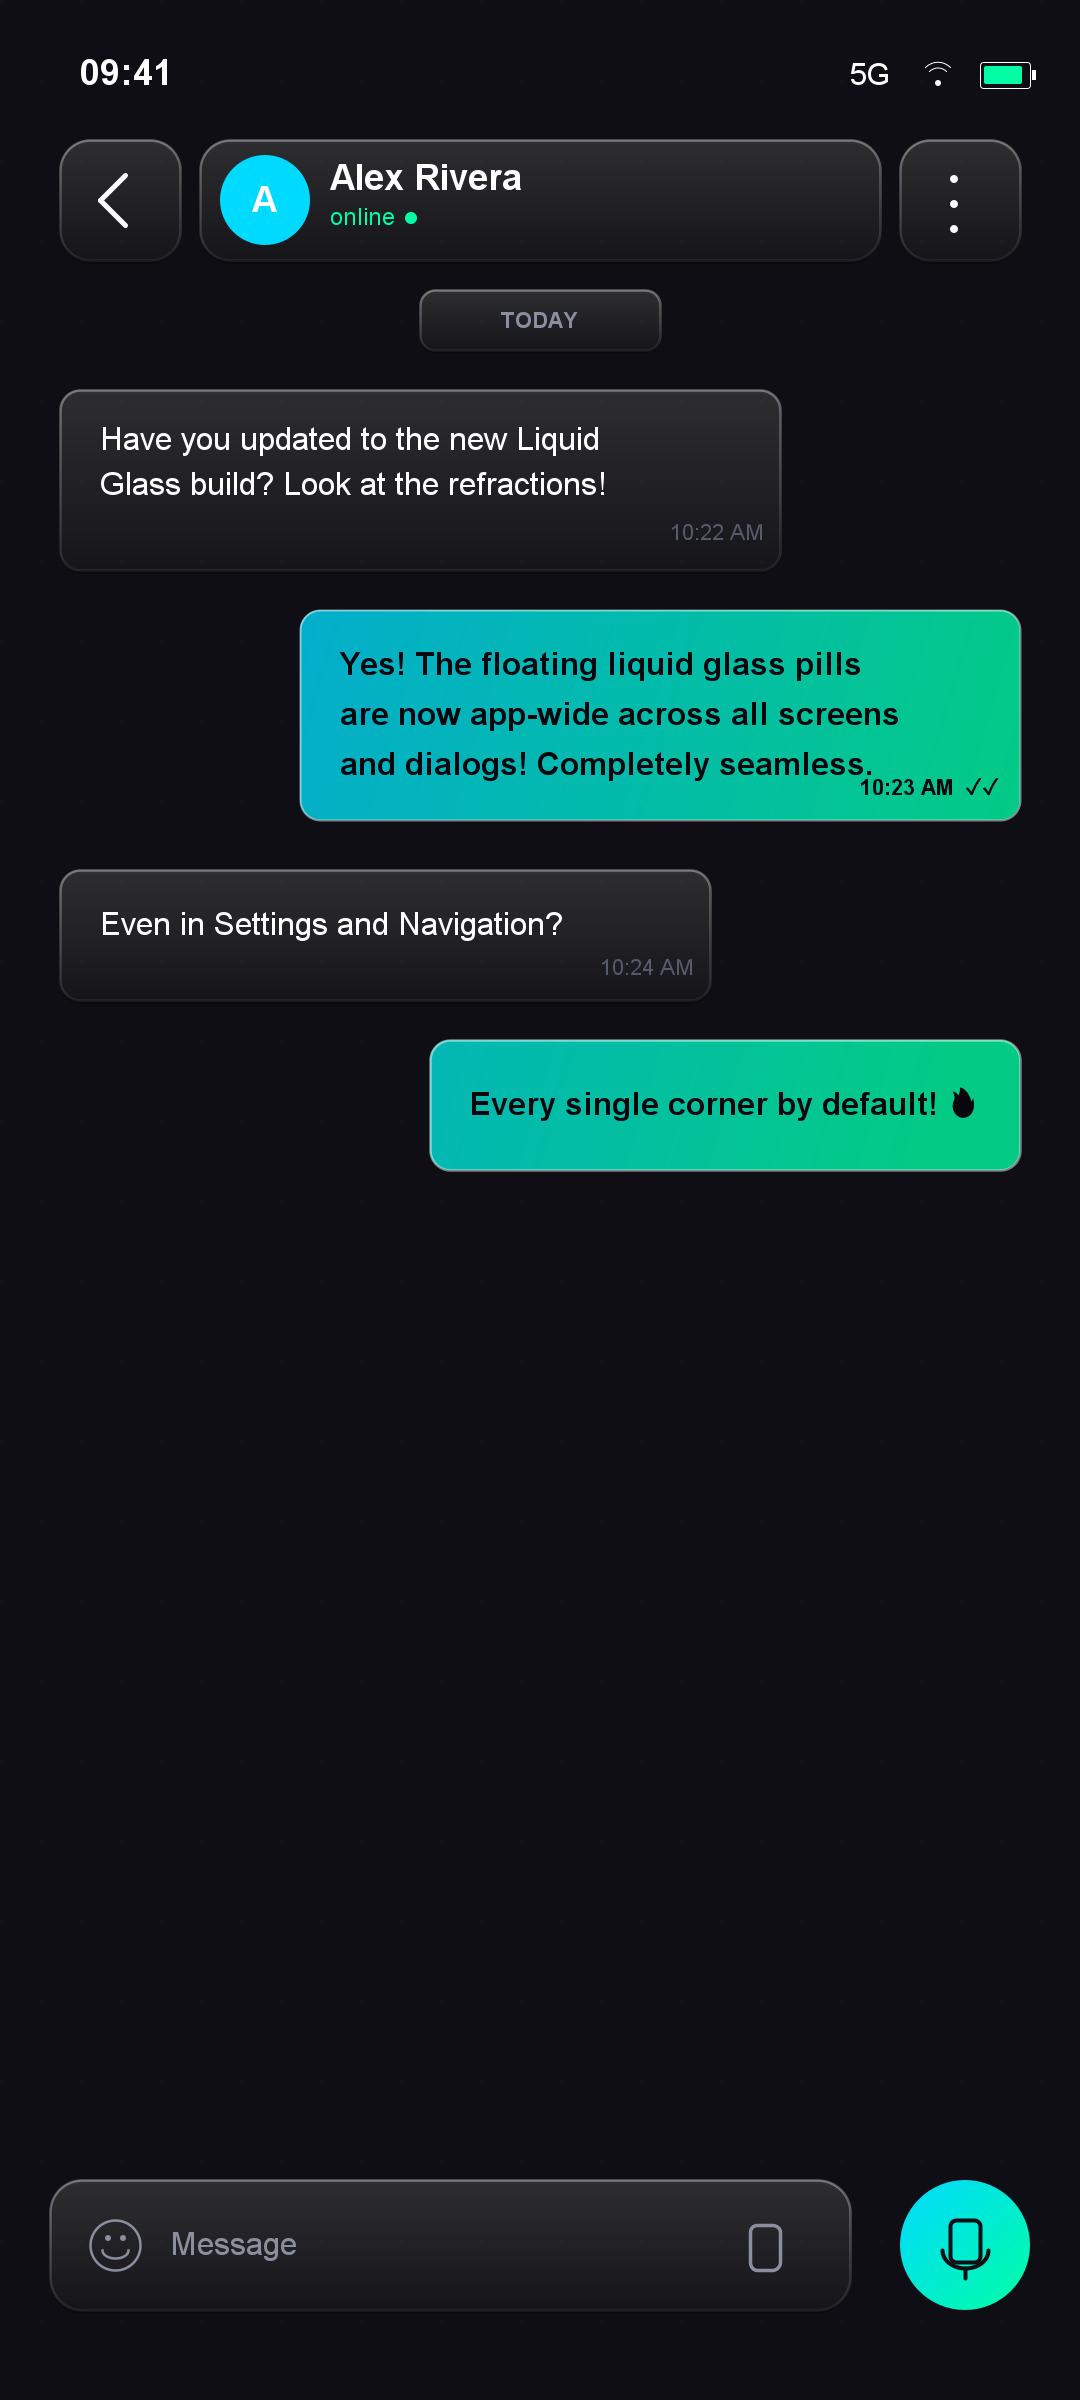 09:41
5G
A
Alex Rivera
online
TODAY
Have you updated to the new Liquid
Glass build? Look at the refractions!
10:22 AM
Yes! The floating liquid glass pills
are now app-wide across all screens
and dialogs! Completely seamless.
10:23 AM ✓✓
Even in Settings and Navigation?
10:24 AM
Every single corner by default! 🔥
Message